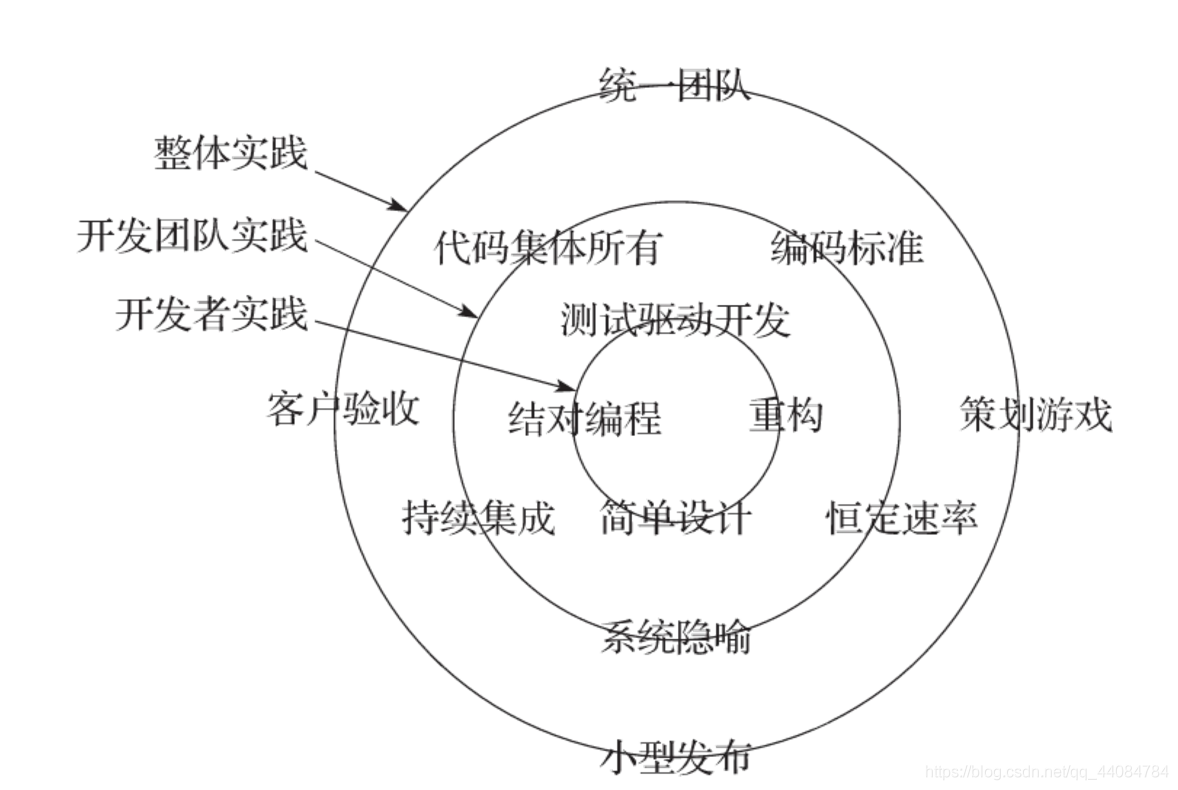 统一团队
整体实践
开发团队实践
代码集体所有
编码标准
开发者实践
测试驱动开发
客户验收
结对编程
重构
策划游戏
持续集成
简单设计
恒定速率
系统隐喻
小型发布
https://blog.csdn.net/qq_44084784